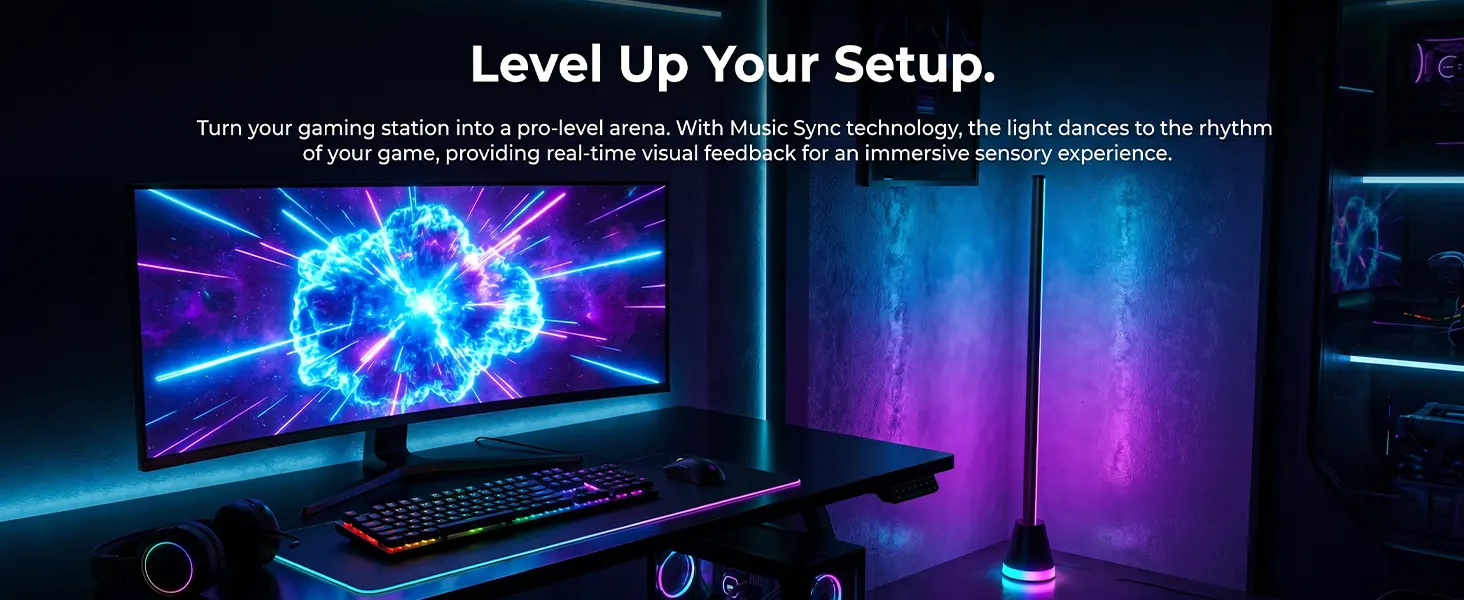 Level Up Your Setup.
Turn your gaming station into a pro-level arena. With Music Sync technology, the light dances to the rhythm
of your game, providing real-time visual feedback for an immersive sensory experience.